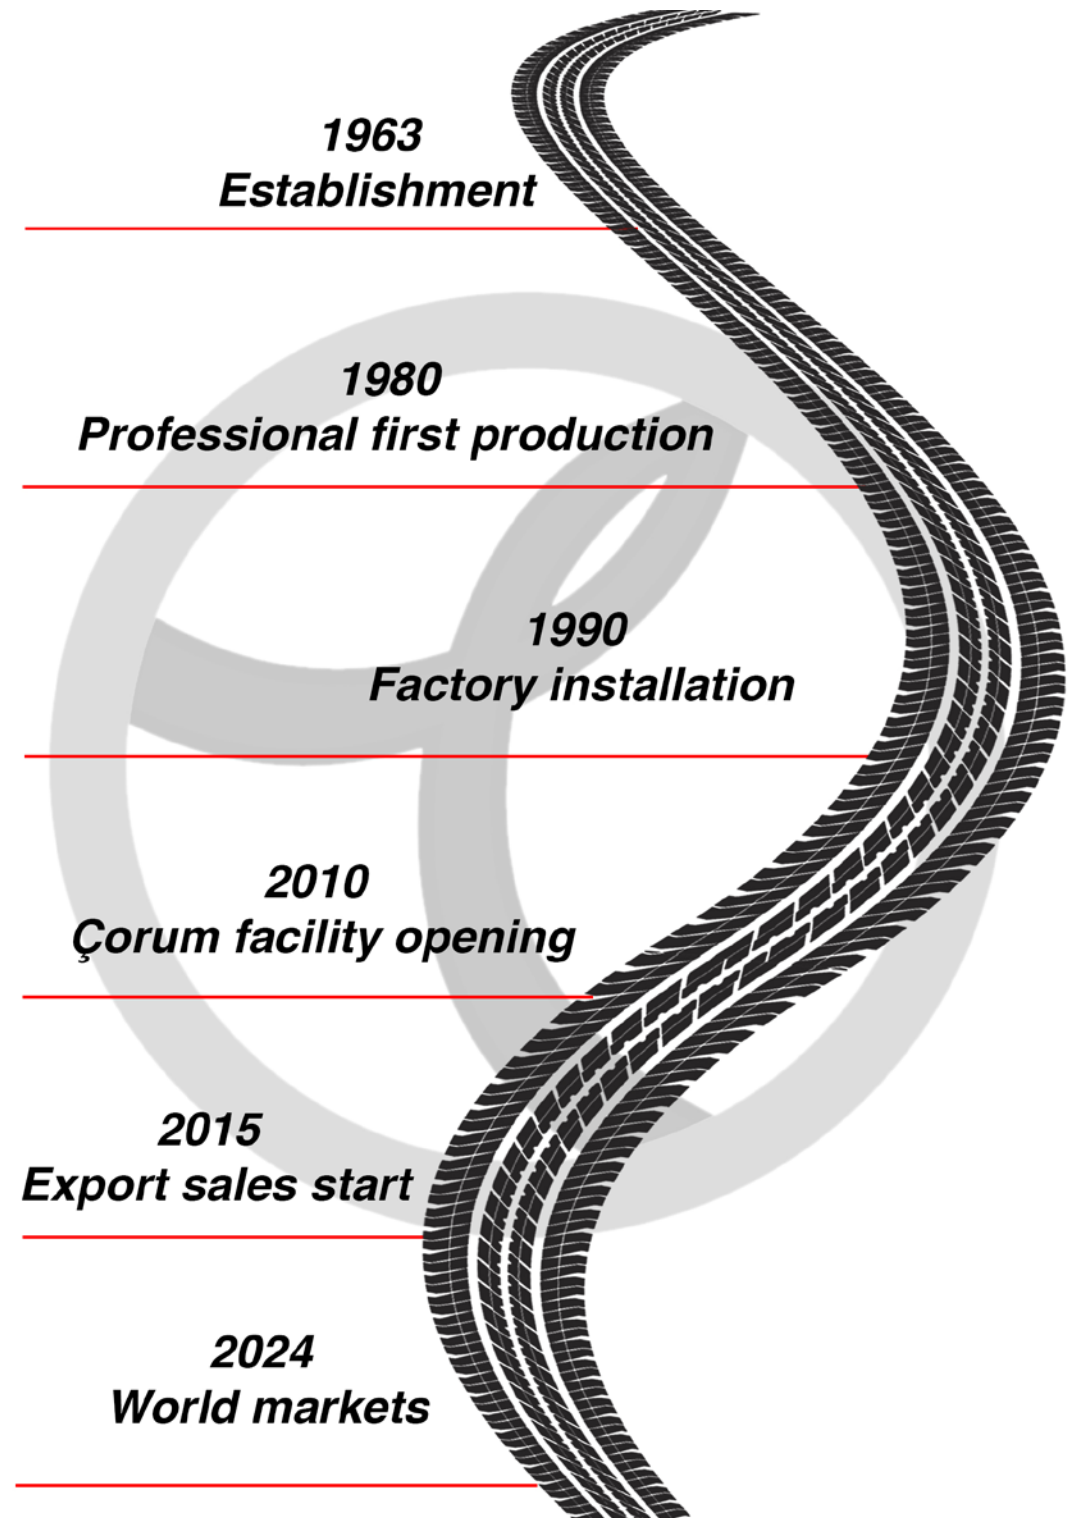 1963
Establishment
1980
Professional first production
1990
Factory installation
2010
Çorum facility opening
2015
Export sales start
2024
World markets